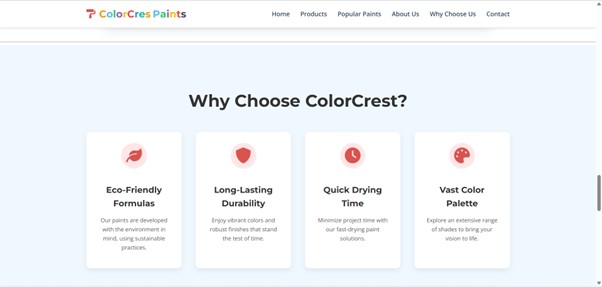 ColorCres Paints
Home Products Popular Paints About Us Why Choose Us Contact
Why Choose ColorCrest?
Eco-Friendly
Formulas
Our paints are developed
with the environment in
mind, using sustainable
practices.
Long-Lasting
Durability
Enjoy vibrant colors and
robust finishes that stand
the test of time.
Quick Drying
Time
Minimize project time with
our fast-drying paint
solutions.
Vast Color
Palette
Explore an extensive range
of shades to bring your
vision to life.